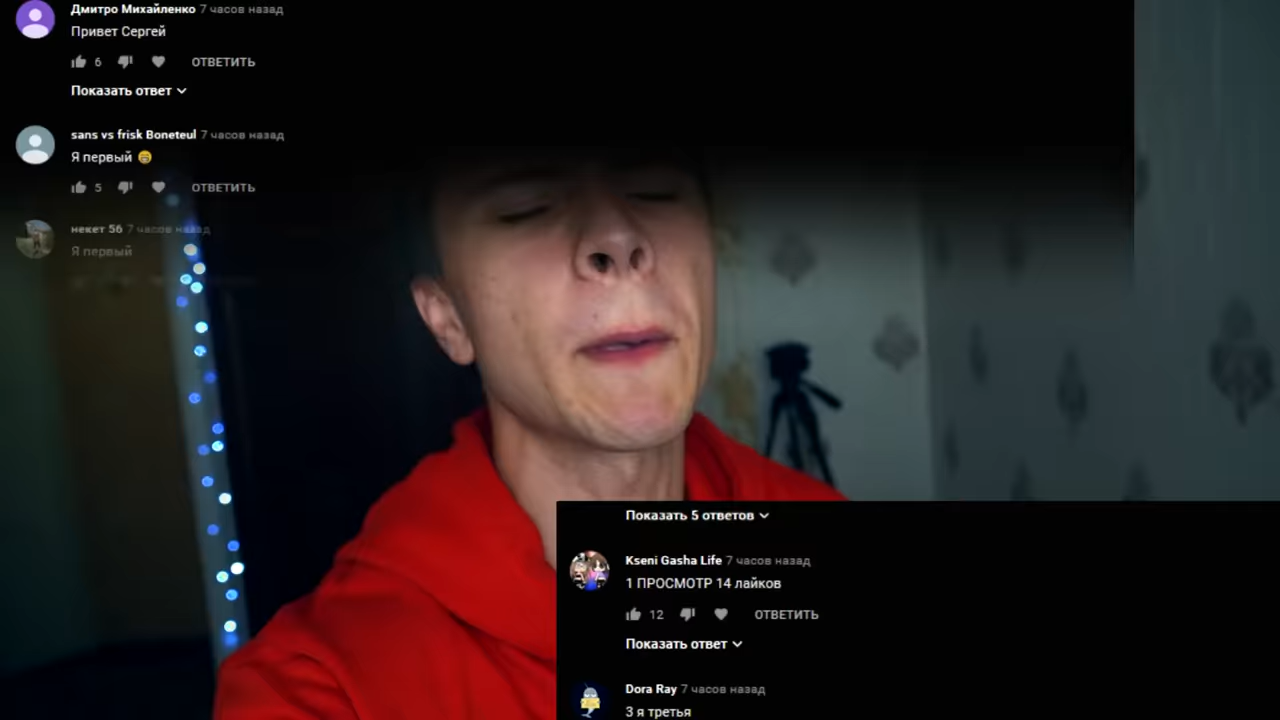 Дмитро Михайленко 7 часов назад
Привет Сергей
6 ОТВЕТИТЬ
Показать ответ
sans vs frisk Boneteul 7 часов назад
Я первый 😁
5 ОТВЕТИТЬ
некет 56 7 часов назад
Я первый
Показать 5 ответов
Kseni Gasha Life 7 часов назад
1 ПРОСМОТР 14 лайков
12 ОТВЕТИТЬ
Показать ответ
Dora Ray 7 часов назад
3 я третья